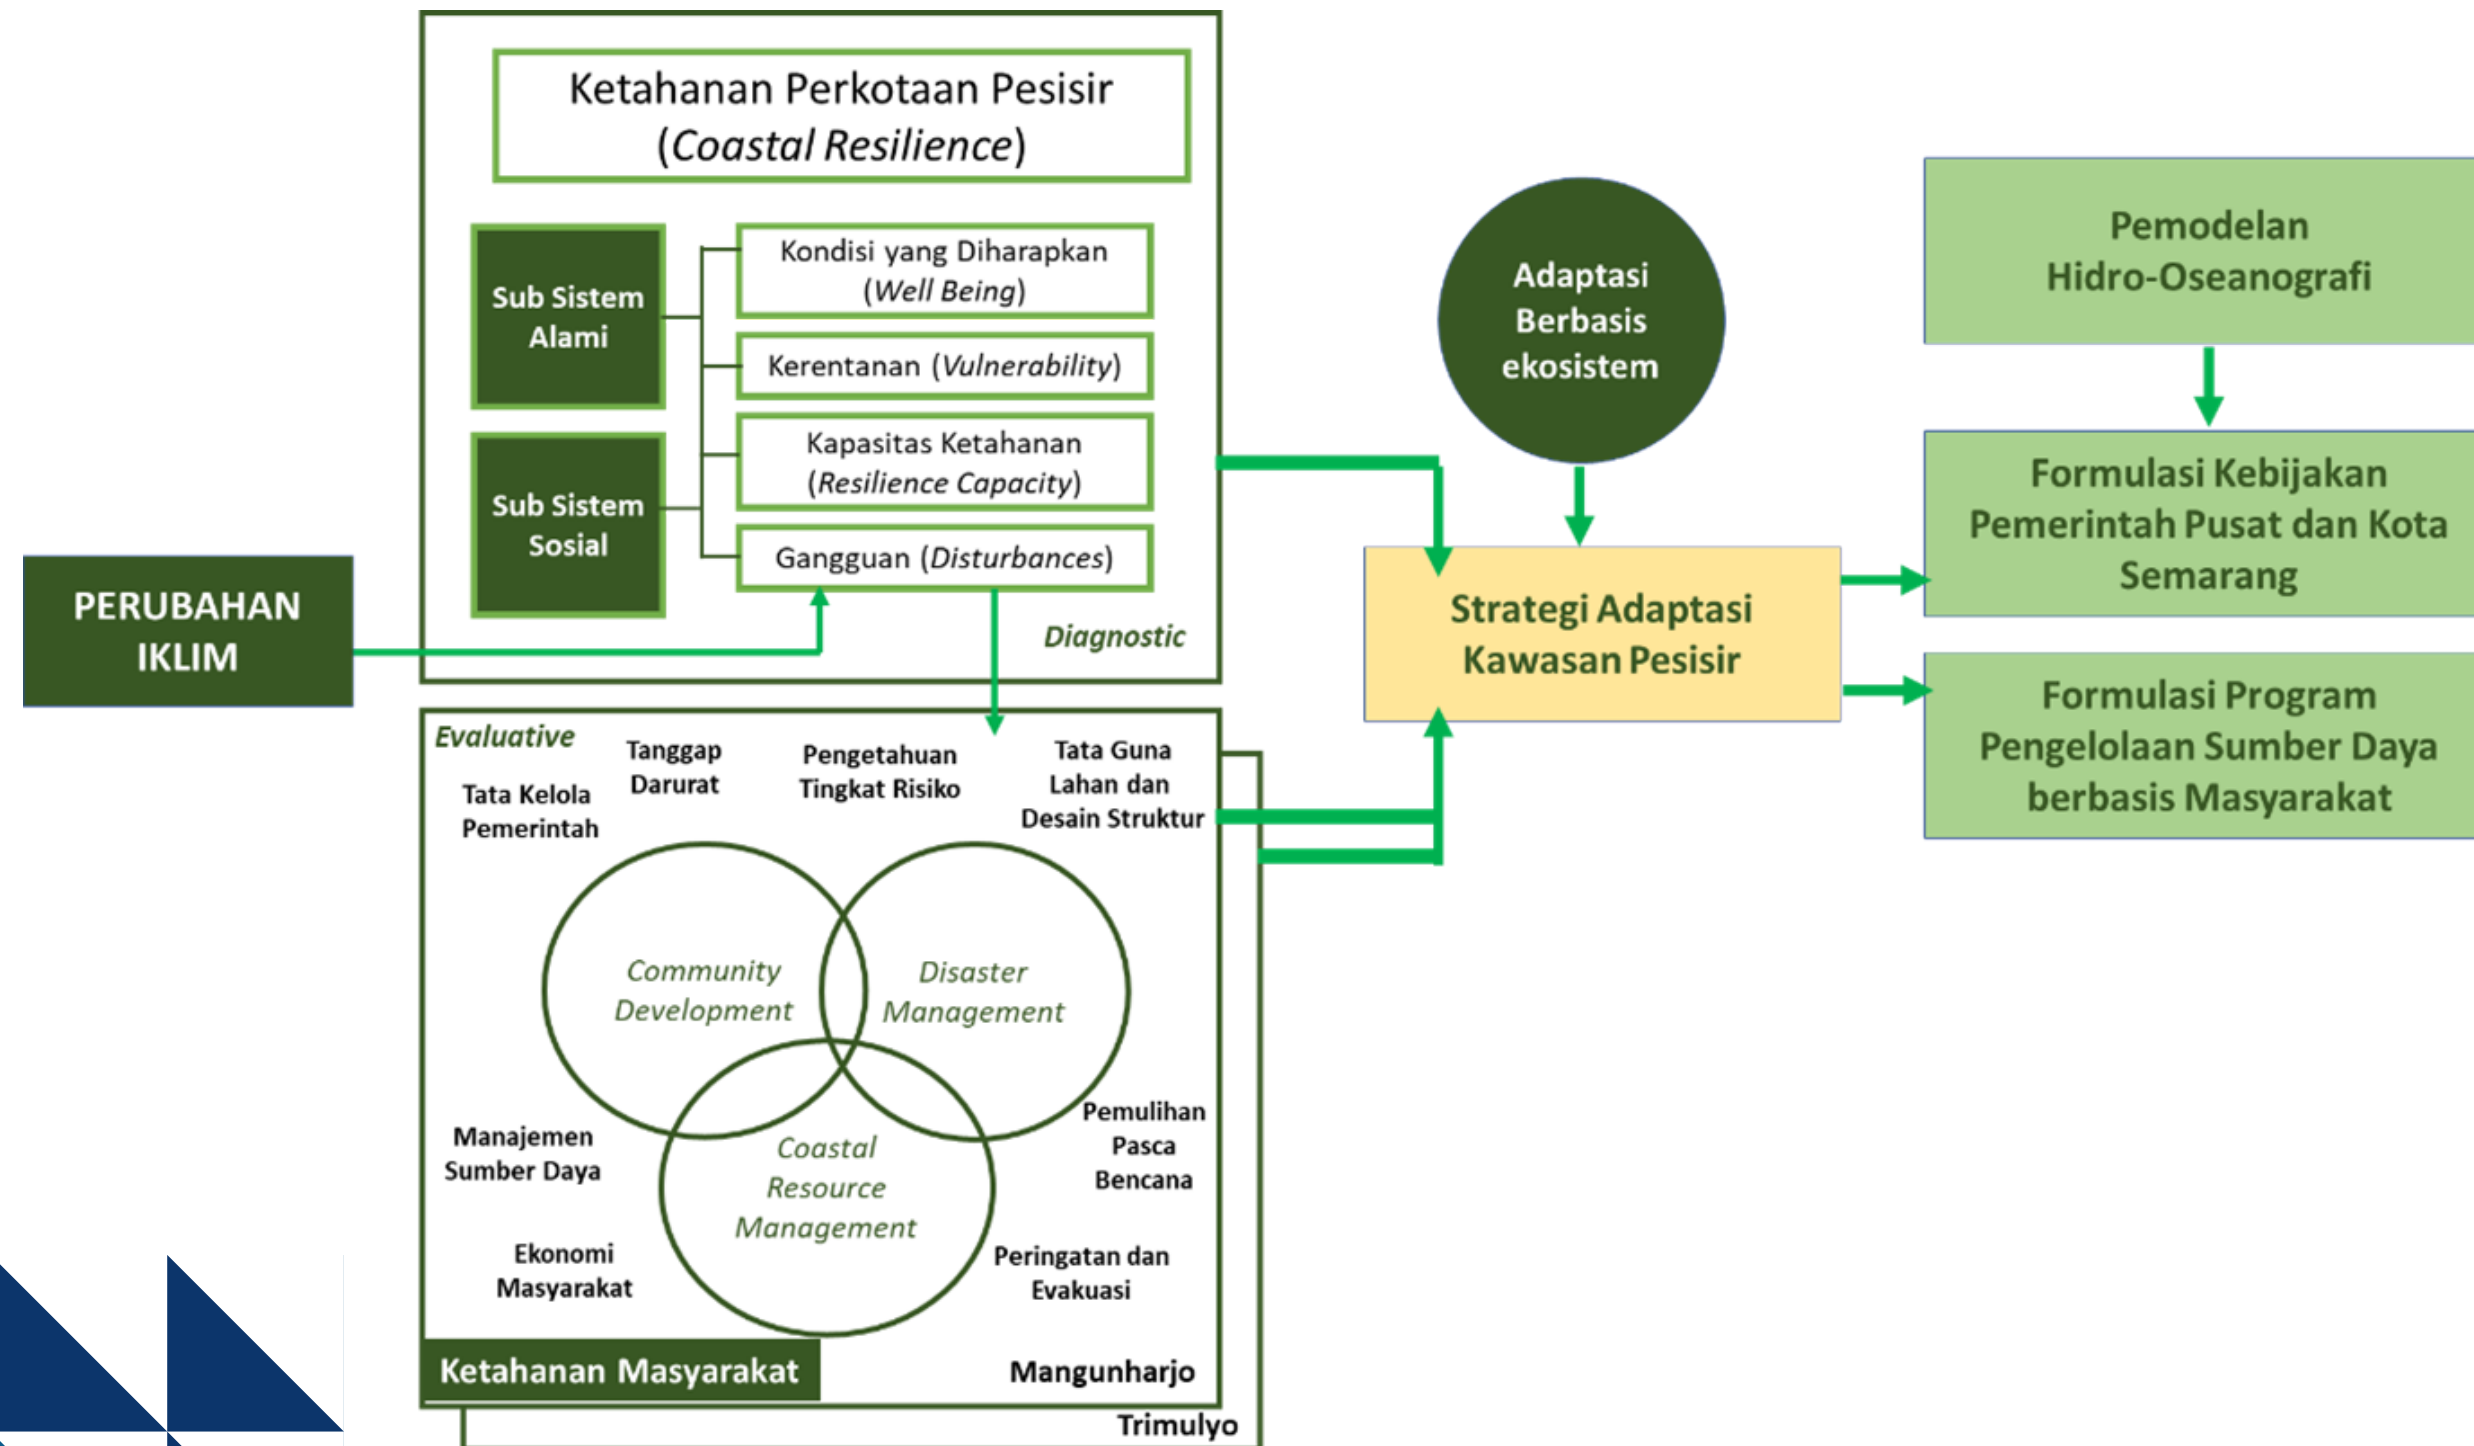 Ketahanan Perkotaan Pesisir
(Coastal Resilience)
Sub Sistem
Alami
Sub Sistem
Sosial
Kondisi yang Diharapkan
(Well Being)
Kerentanan (Vulnerability)
Kapasitas Ketahanan
(Resilience Capacity)
Gangguan (Disturbances)
Diagnostic
PERUBAHAN
IKLIM
Evaluative
Tata Kelola
Pemerintah
Tanggap
Darurat
Pengetahuan
Tingkat Risiko
Tata Guna
Lahan dan
Desain Struktur
Community
Development
Disaster
Management
Coastal
Resource
Management
Manajemen
Sumber Daya
Ekonomi
Masyarakat
Pemulihan
Pasca
Bencana
Peringatan dan
Evakuasi
Ketahanan Masyarakat
Mangunharjo
Trimulyo
Adaptasi
Berbasis
ekosistem
Strategi Adaptasi
Kawasan Pesisir
Pemodelan
Hidro-Oseanografi
Formulasi Kebijakan
Pemerintah Pusat dan Kota
Semarang
Formulasi Program
Pengelolaan Sumber Daya
berbasis Masyarakat